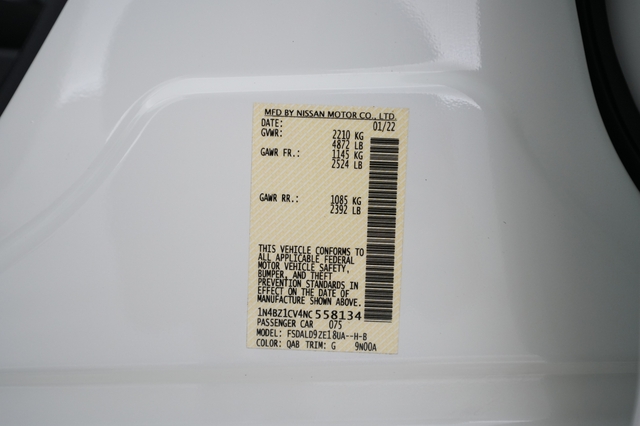 MFD BY NISSAN MOTOR CO., LTD.
DATE: 01/22
GVWR: 2210 KG
4872 LB
GAWR FR.: 1145 KG
2524 LB
GAWR RR.: 1085 KG
2392 LB
THIS VEHICLE CONFORMS TO
ALL APPLICABLE FEDERAL
MOTOR VEHICLE SAFETY,
BUMPER, AND THEFT
PREVENTION STANDARDS IN
EFFECT ON THE DATE OF
MANUFACTURE SHOWN ABOVE.
1N4BZ1CV4NC558134
PASSENGER CAR 075
MODEL: FSDALD9ZE18UA--H-B
COLOR: QAB TRIM: G 9N00A